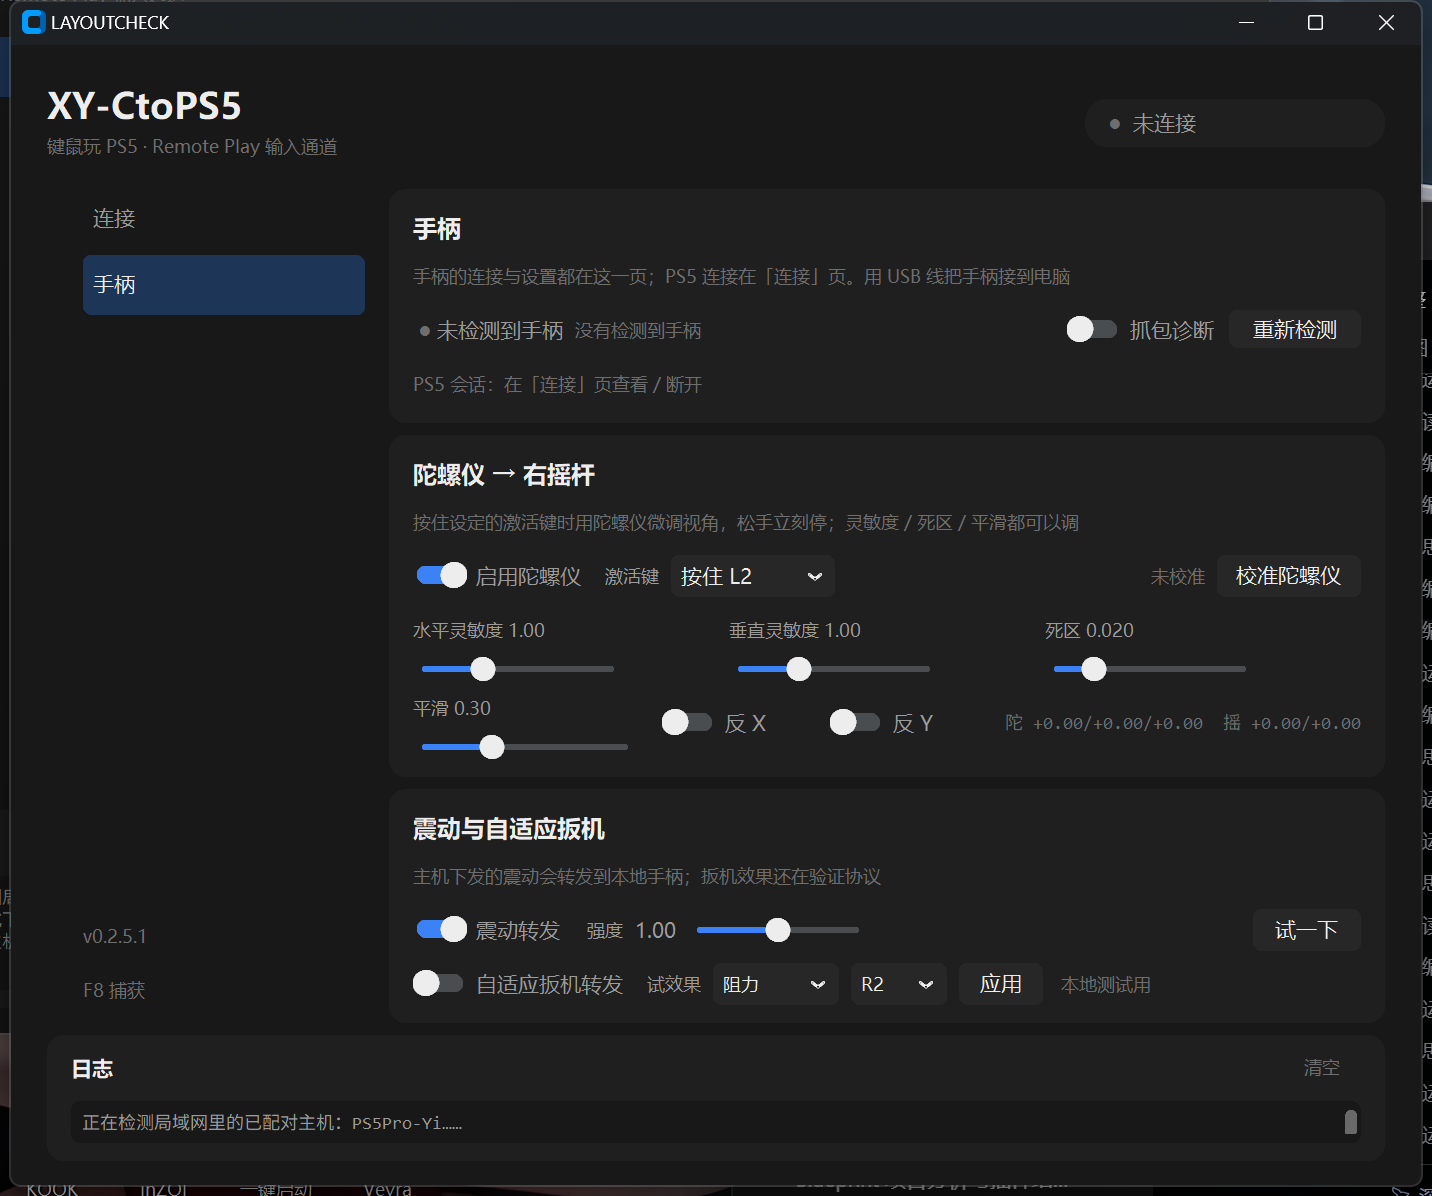 LAYOUTCHECK
XY-CtoPS5
键鼠玩 PS5 · Remote Play 输入通道
未连接
连接
手柄
手柄
手柄的连接与设置都在这一页；PS5 连接在「连接」页。用 USB 线把手柄接到电脑
未检测到手柄 没有检测到手柄 抓包诊断 重新检测
PS5 会话：在「连接」页查看 / 断开
陀螺仪 → 右摇杆
按住设定的激活键时用陀螺仪微调视角，松手立刻停；灵敏度 / 死区 / 平滑都可以调
启用陀螺仪 激活键 按住 L2 未校准 校准陀螺仪
水平灵敏度 1.00 垂直灵敏度 1.00 死区 0.020
平滑 0.30 反 X 反 Y 陀 +0.00/+0.00/+0.00 摇 +0.00/+0.00
震动与自适应扳机
主机下发的震动会转发到本地手柄；扳机效果还在验证协议
震动转发 强度 1.00 试一下
自适应扳机转发 试效果 阻力 R2 应用 本地测试用
v0.2.5.1
F8 捕获
日志 清空
正在检测局域网里的已配对主机：PS5Pro-Yi……
KOOK InZOI 一键启动 Veyra